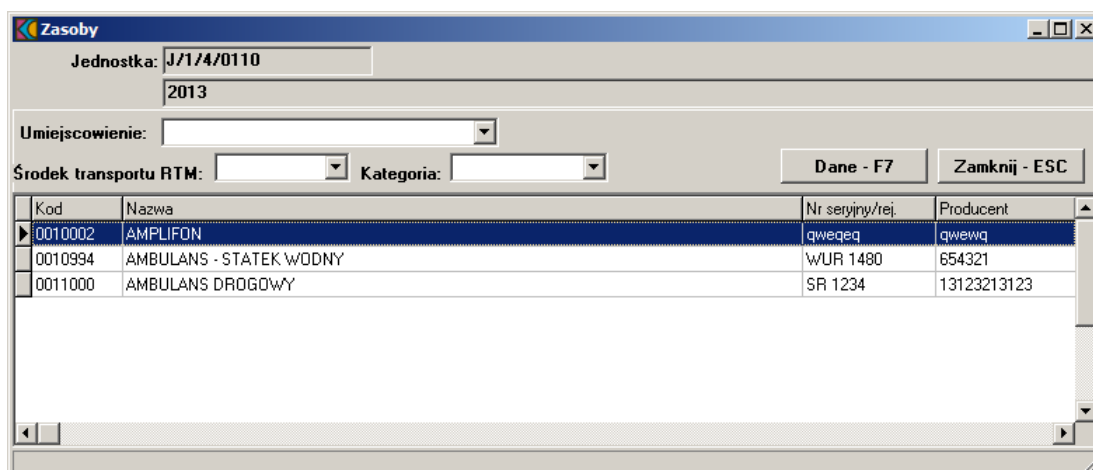 Zasoby
Jednostka: J/1/4/0110
2013
Umiejscowienie:
Środek transportu RTM: Kategoria: Dane - F7 Zamknij - ESC
Kod Nazwa Nr seryjny/rej. Producent
0010002 AMPLIFON qweqeq qwewq
0010994 AMBULANS - STATEK WODNY WUR 1480 654321
0011000 AMBULANS DROGOWY SR 1234 13123213123